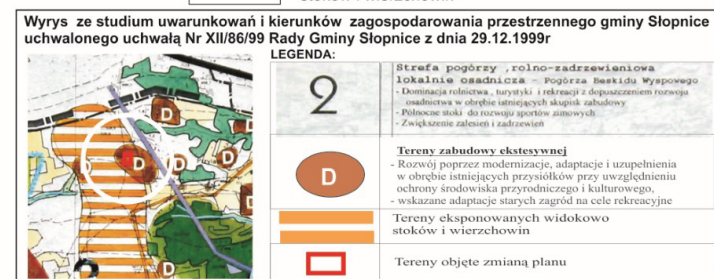 stoków i wierzchowin
Wyrys ze studium uwarunkowań i kierunków zagospodarowania przestrzennego gminy Słopnice
uchwalonego uchwałą Nr XII/86/99 Rady Gminy Słopnice z dnia 29.12.1999r
LEGENDA:
2
Strefa pogórzy ,rolno-zadrzewieniowa
lokalnie osadnicza - Pogórza Beskidu Wyspowego
- Dominacja rolnictwa , turystyki i rekreacji z dopuszczeniem rozwoju
osadnictwa w obrębie istniejących skupisk zabudowy
- Północne stoki do rozwoju sportów zimowych
- Zwiększenie zalesień i zadrzewień
D
Tereny zabudowy ekstesywnej
- Rozwój poprzez modernizacje, adaptacje i uzupełnienia
w obrębie istniejących przysiółków przy uwzględnieniu
ochrony środowiska przyrodniczego i kulturowego,
- wskazane adaptacje starych zagród na cele rekreacyjne
Tereny eksponowanych widokowo
stoków i wierzchowin
Tereny objęte zmianą planu
D
D
D
D
D
D